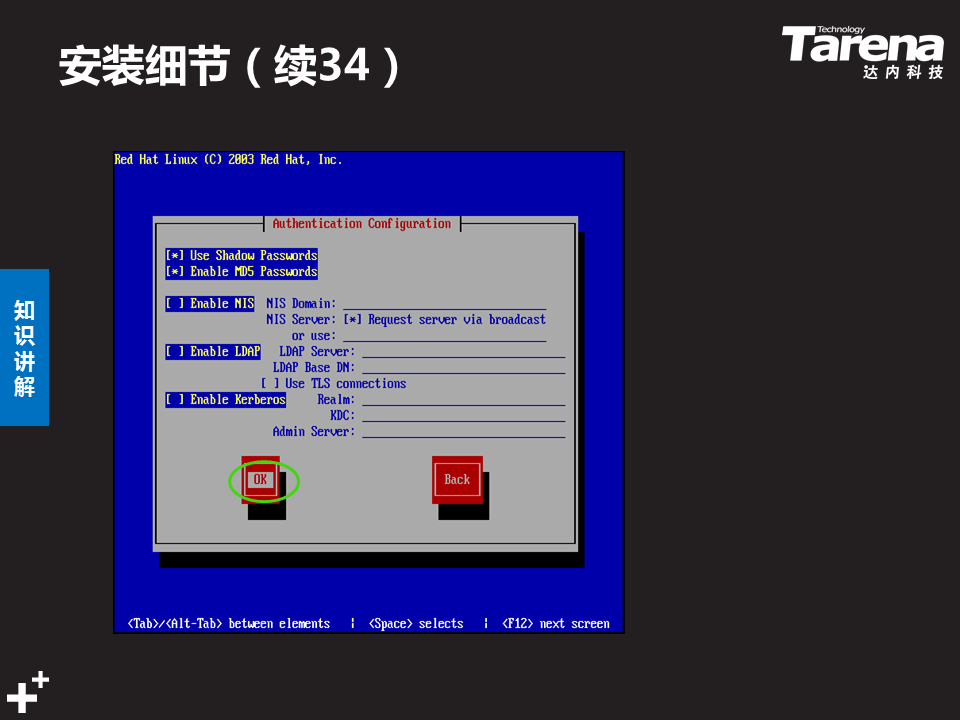 安装细节（续34）
Technology
Tarena
达内科技
知识讲解
Red Hat Linux (C) 2003 Red Hat, Inc.
Authentication Configuration
[*] Use Shadow Passwords
[*] Enable MD5 Passwords
[ ] Enable NIS NIS Domain:
NIS Server: [*] Request server via broadcast
or use:
[ ] Enable LDAP LDAP Server:
LDAP Base DN:
[ ] Use TLS connections
[ ] Enable Kerberos Realm:
KDC:
Admin Server:
OK Back
<Tab>/<Alt-Tab> between elements | <Space> selects | <F12> next screen